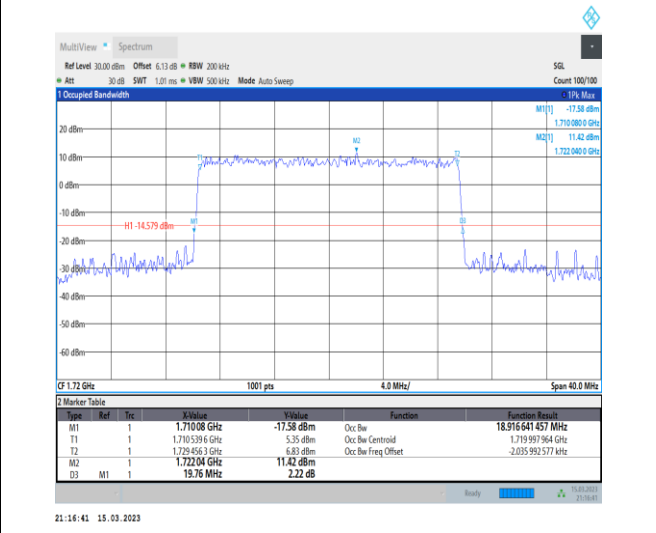 MultiView Spectrum
Ref Level 30.00 dBm Offset 6.13 dB RBW 200 kHz SGL
Att 30 dB SWT 1.01 ms VBW 500 kHz Mode Auto Sweep Count 100/100
1 Occupied Bandwidth 1Pk Max
M1[1] -17.58 dBm
1.710 080 0 GHz
M2[1] 11.42 dBm
1.722 040 0 GHz
20 dBm
M2
10 dBm
T1
T2
0 dBm
-10 dBm
H1 -14.579 dBm
M1
D3
-20 dBm
-30 dBm
-40 dBm
-50 dBm
-60 dBm
CF 1.72 GHz 1001 pts 4.0 MHz/ Span 40.0 MHz
2 Marker Table
Type Ref Trc X-Value Y-Value Function Function Result
M1 1 1.71008 GHz -17.58 dBm Occ Bw 18.916 641 457 MHz
T1 1 1.710 539 6 GHz 5.35 dBm Occ Bw Centroid 1.719 997 964 GHz
T2 1 1.729 456 3 GHz 6.83 dBm Occ Bw Freq Offset -2.035 992 577 kHz
M2 1 1.72204 GHz 11.42 dBm
D3 M1 1 19.76 MHz 2.22 dB
Ready 15.03.2023
21:16:41
21:16:41 15.03.2023